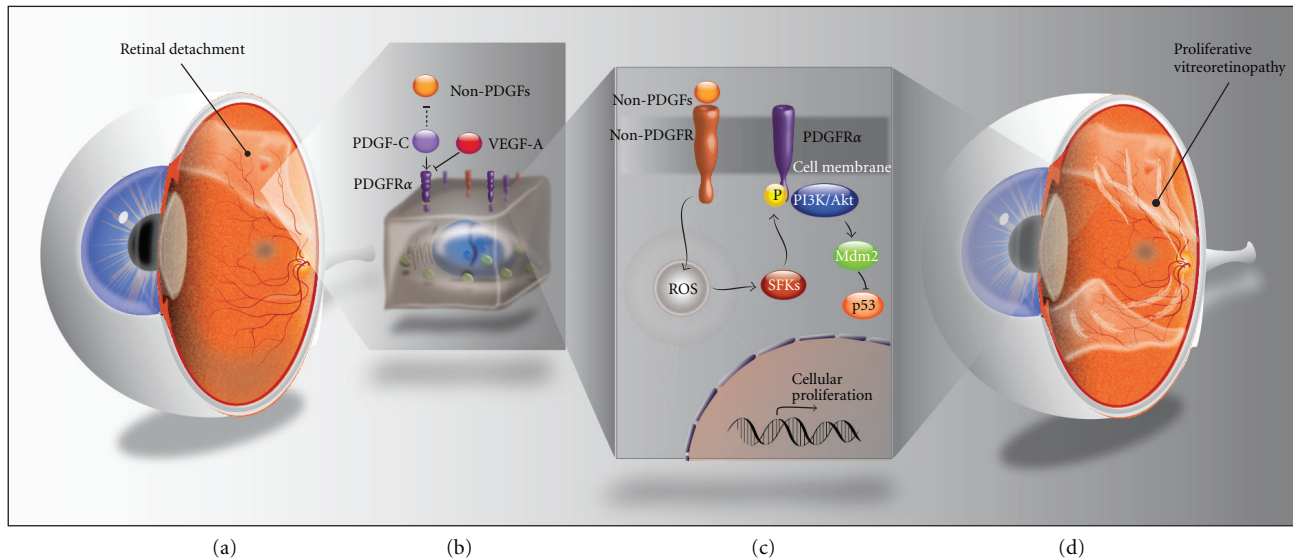 Retinal detachment
Non-PDGFs
PDGF-C
VEGF-A
PDGFRα
Non-PDGFs
Non-PDGFR
PDGFRα
Cell membrane
P
PI3K/Akt
Mdm2
ROS
SFKs
p53
Cellular
proliferation
Proliferative
vitreoretinopathy
(a)
(b)
(c)
(d)